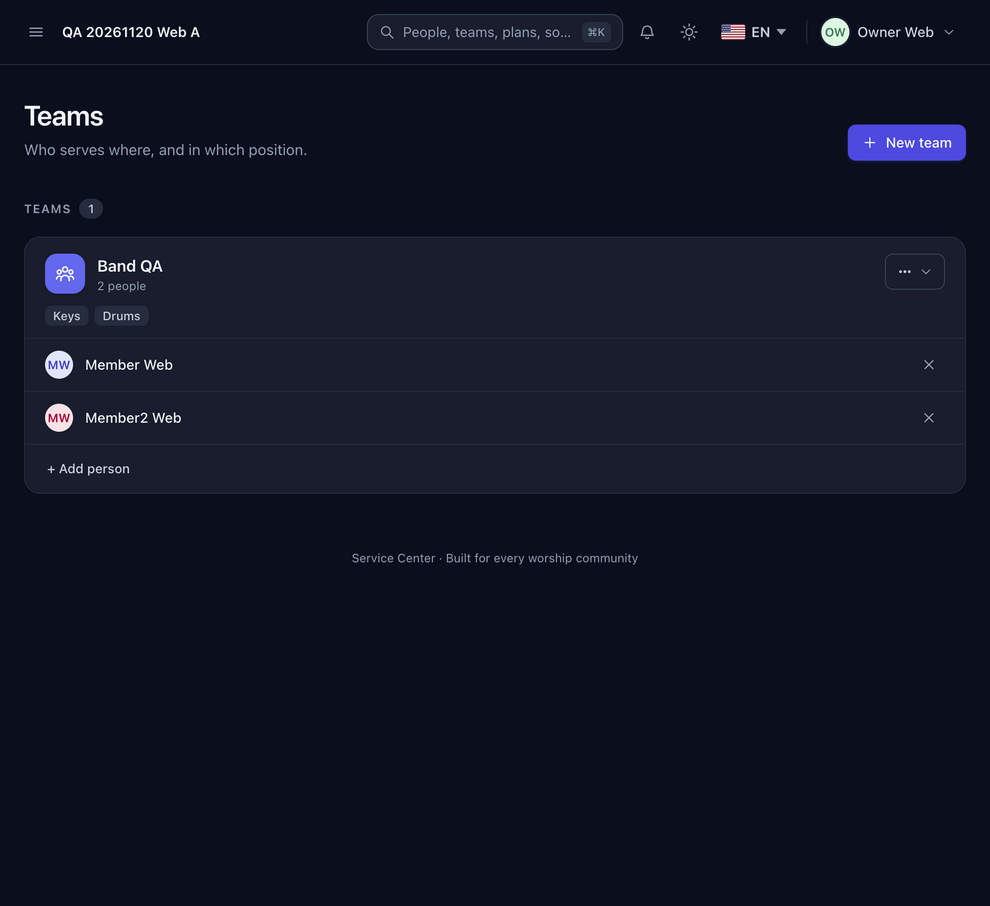 QA 20261120 Web A
People, teams, plans, so... ⌘K
EN
OW Owner Web
Teams
Who serves where, and in which position.
+ New team
TEAMS 1
Band QA
2 people
Keys Drums
MW Member Web
MW Member2 Web
+ Add person
Service Center · Built for every worship community